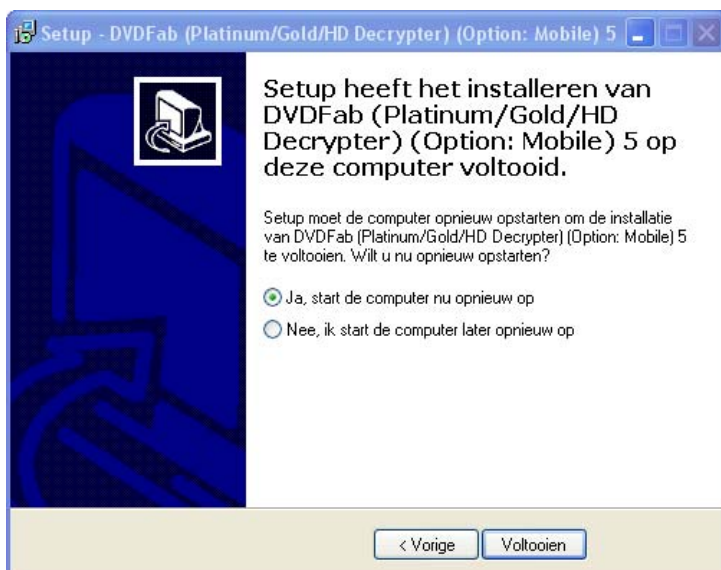 Setup - DVDFab (Platinum/Gold/HD Decrypter) (Option: Mobile) 5
Setup heeft het installeren van
DVDFab (Platinum/Gold/HD
Decrypter) (Option: Mobile) 5 op
deze computer voltooid.
Setup moet de computer opnieuw opstarten om de installatie
van DVDFab (Platinum/Gold/HD Decrypter) (Option: Mobile) 5
te voltooien. Wilt u nu opnieuw opstarten?
Ja, start de computer nu opnieuw op
Nee, ik start de computer later opnieuw op
< Vorige
Voltooien